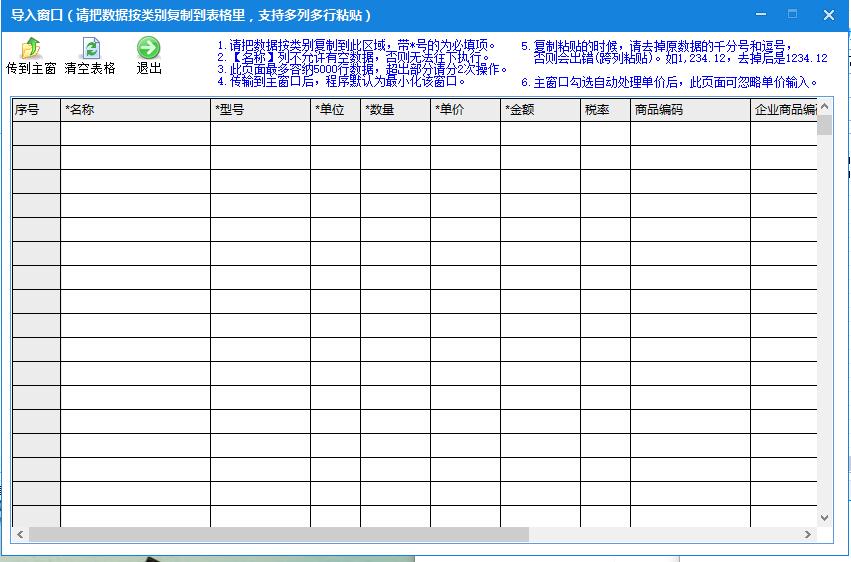 导入窗口(请把数据按类别复制到表格里,支持多列多行粘贴)
传到主窗 清空表格 退出
1.请把数据按类别复制到此区域,带*号的为必填项。
2.【名称】列不允许有空数据,否则无法往下执行。
3.此页面最多容纳5000行数据,超出部分请分2次操作。
4.传输到主窗口后,程序默认为最小化该窗口。
5.复制粘贴的时候,请去掉原数据的千分号和逗号,
否则会出错(跨列粘贴)。如1,234.12,去掉后是1234.12
6.主窗口勾选自动处理单价后,此页面可忽略单价输入。
序号 *名称 *型号 *单位 *数量 *单价 *金额 税率 商品编码 企业商品编